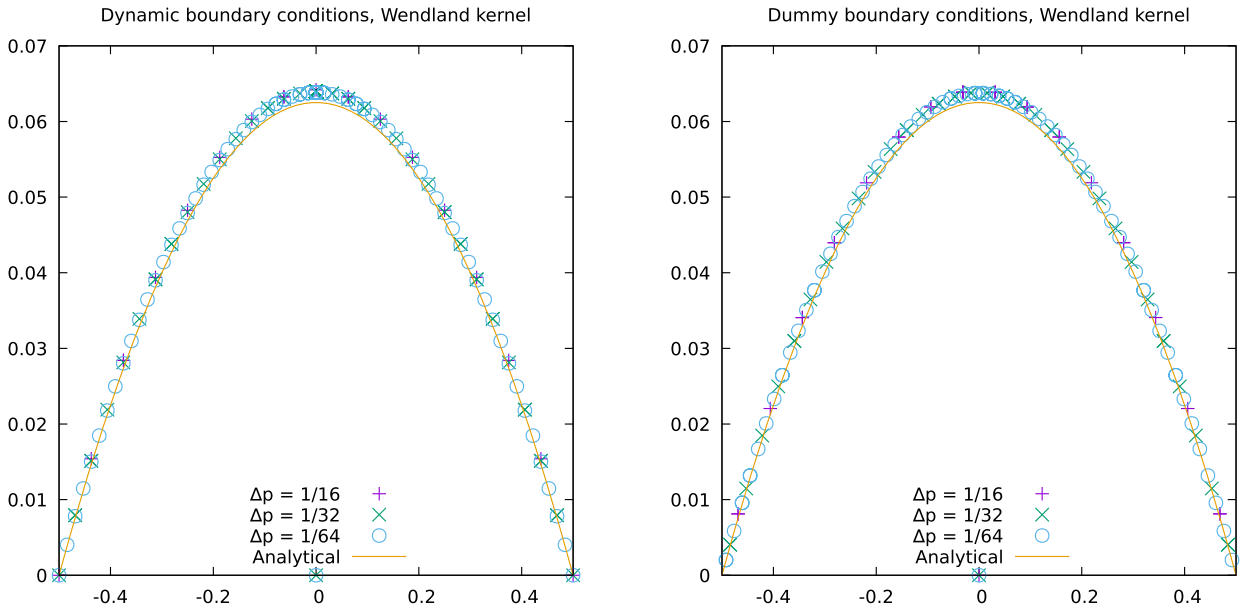 Dynamic boundary conditions, Wendland kernel
0.07
0.06
0.05
0.04
0.03
0.02
0.01
0
-0.4
-0.2
0
0.2
0.4
Δp = 1/16
Δp = 1/32
Δp = 1/64
Analytical
Dummy boundary conditions, Wendland kernel
0.07
0.06
0.05
0.04
0.03
0.02
0.01
0
-0.4
-0.2
0
0.2
0.4
Δp = 1/16
Δp = 1/32
Δp = 1/64
Analytical